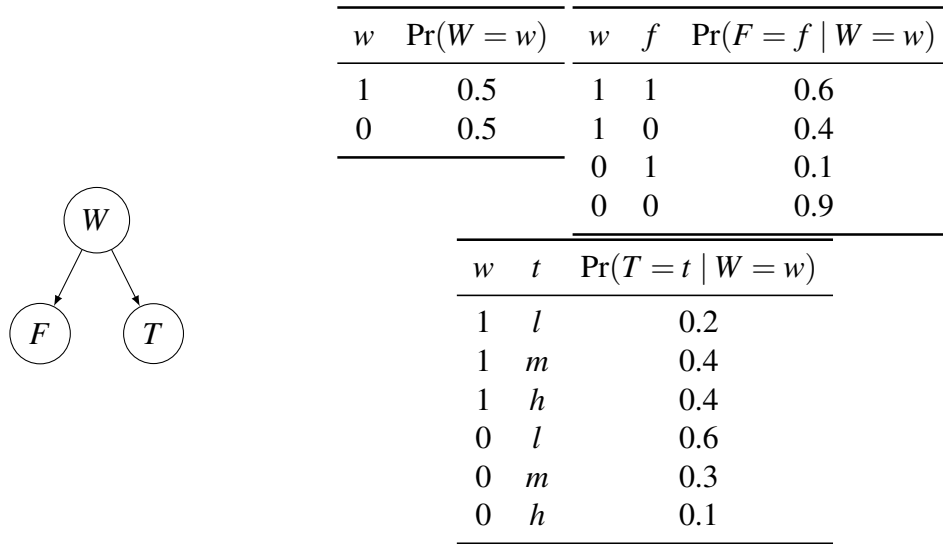 w Pr(W = w)
1 0.5
0 0.5
w f Pr(F = f | W = w)
1 1 0.6
1 0 0.4
0 1 0.1
0 0 0.9
W
F T
w t Pr(T = t | W = w)
1 l 0.2
1 m 0.4
1 h 0.4
0 l 0.6
0 m 0.3
0 h 0.1